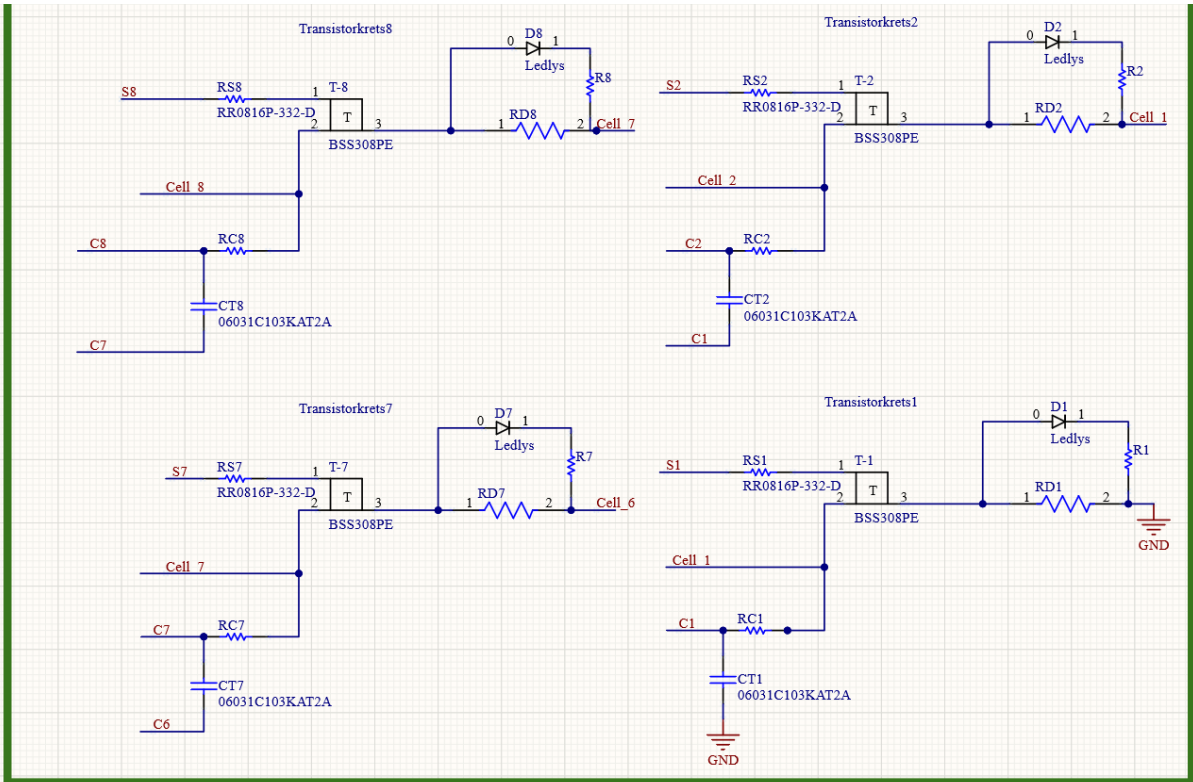 Transistorkrets8
S8
RS8
RR0816P-332-D
1
T-8
T
2
3
BSS308PE
0
D8
1
Ledlys
R8
1
RD8
2
Cell_7
Cell_8
C8
RC8
CT8
06031C103KAT2A
C7
Transistorkrets2
S2
RS2
RR0816P-332-D
1
T-2
T
2
3
BSS308PE
0
D2
1
Ledlys
R2
1
RD2
2
Cell_1
Cell_2
C2
RC2
CT2
06031C103KAT2A
C1
Transistorkrets7
S7
RS7
RR0816P-332-D
1
T-7
T
2
3
BSS308PE
0
D7
1
Ledlys
R7
1
RD7
2
Cell_6
Cell_7
C7
RC7
CT7
06031C103KAT2A
C6
Transistorkrets1
S1
RS1
RR0816P-332-D
1
T-1
T
2
3
BSS308PE
0
D1
1
Ledlys
R1
1
RD1
2
GND
Cell_1
C1
RC1
CT1
06031C103KAT2A
GND